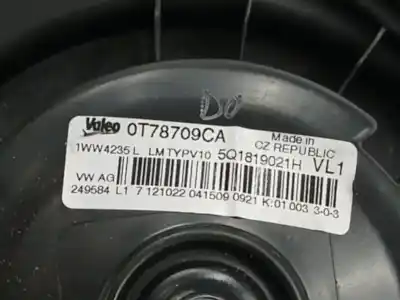 DO
Valeo 0T78709CA Made in
CZ REPUBLIC
1WW4235 L LMTYPV10 5Q1819021H VL1
VW AG
249584 L1 7 121022 041509 0921 K:01 003 3-0-3